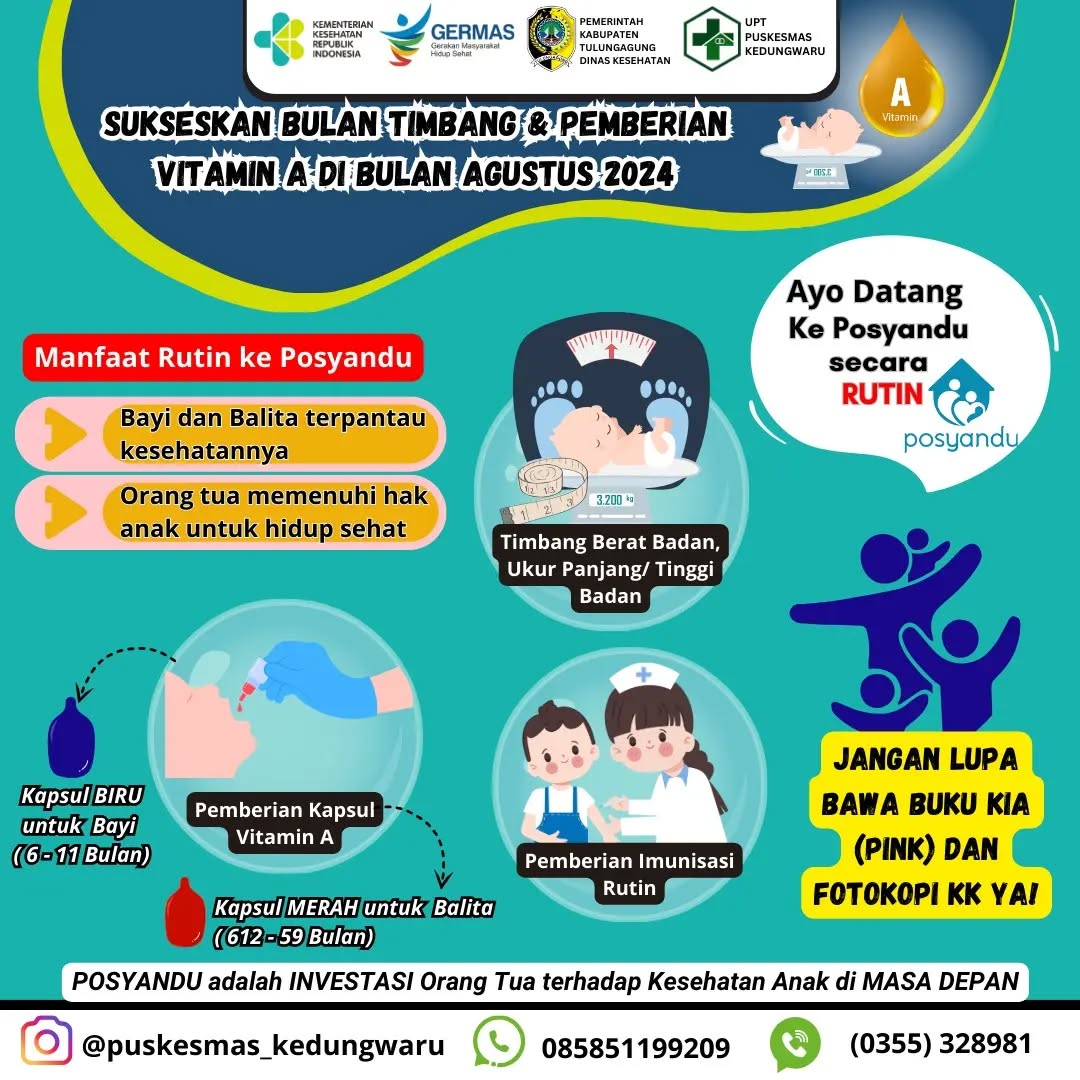 KEMENTERIAN
KESEHATAN
REPUBLIK
INDONESIA
GERMAS
Gerakan Masyarakat
Hidup Sehat
PEMERINTAH
KABUPATEN
TULUNGAGUNG
DINAS KESEHATAN
UPT
PUSKESMAS
KEDUNGWARU
A
Vitamin
SUKSESKAN BULAN TIMBANG & PEMBERIAN
VITAMIN A DI BULAN AGUSTUS 2024
Ayo Datang
Ke Posyandu
secara
RUTIN
posyandu
Manfaat Rutin ke Posyandu
Bayi dan Balita terpantau
kesehatannya
Orang tua memenuhi hak
anak untuk hidup sehat
3.200 kg
Timbang Berat Badan,
Ukur Panjang/ Tinggi
Badan
Kapsul BIRU
untuk Bayi
( 6 - 11 Bulan)
Pemberian Kapsul
Vitamin A
Kapsul MERAH untuk Balita
( 612 - 59 Bulan)
Pemberian Imunisasi
Rutin
JANGAN LUPA
BAWA BUKU KIA
(PINK) DAN
FOTOKOPI KK YA!
POSYANDU adalah INVESTASI Orang Tua terhadap Kesehatan Anak di MASA DEPAN
@puskesmas_kedungwaru
085851199209
(0355) 328981